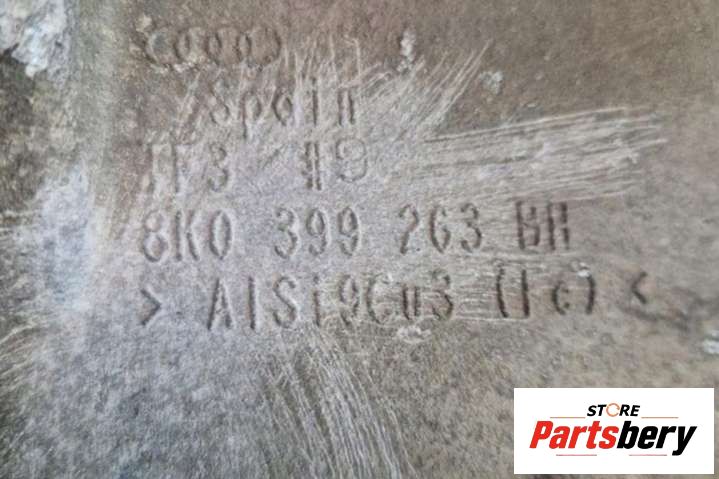 Spain
8K0 399 263 BH
> AlSi9Cu3 (Fe) <
STORE
Partsbery